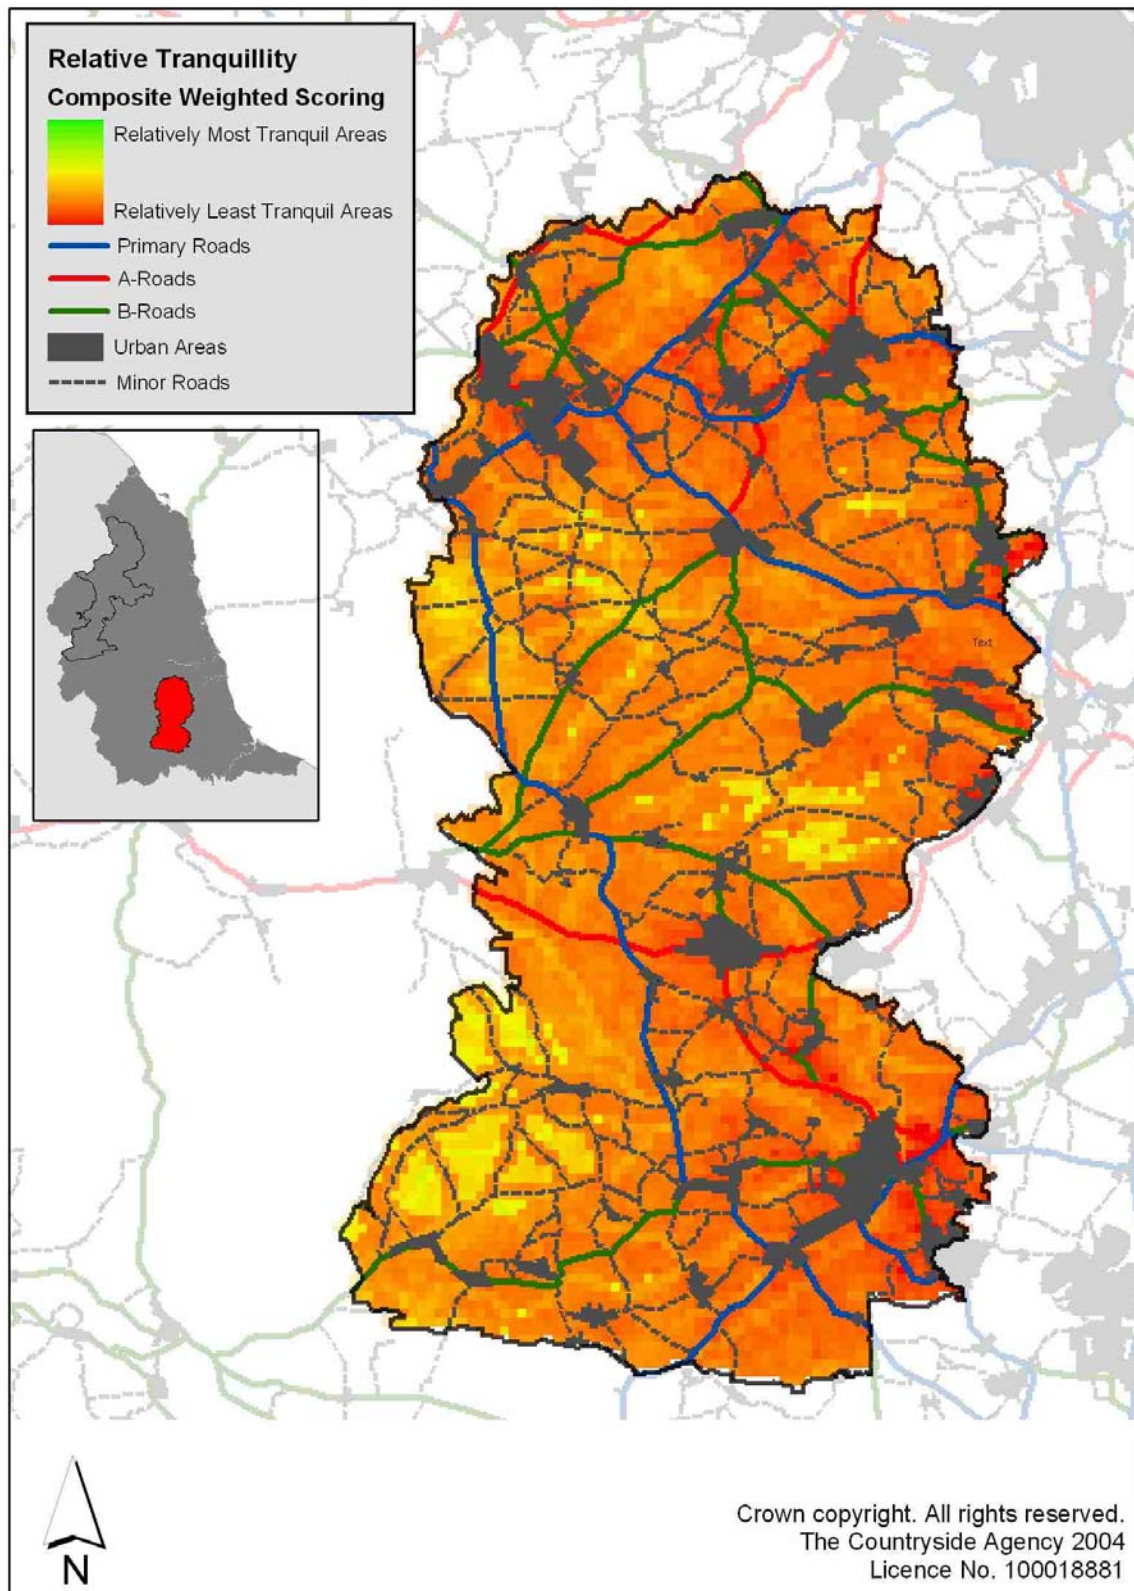 Relative Tranquillity
Composite Weighted Scoring
Relatively Most Tranquil Areas
Relatively Least Tranquil Areas
Primary Roads
A-Roads
B-Roads
Urban Areas
Minor Roads
Text
N
Crown copyright. All rights reserved.
The Countryside Agency 2004
Licence No. 100018881